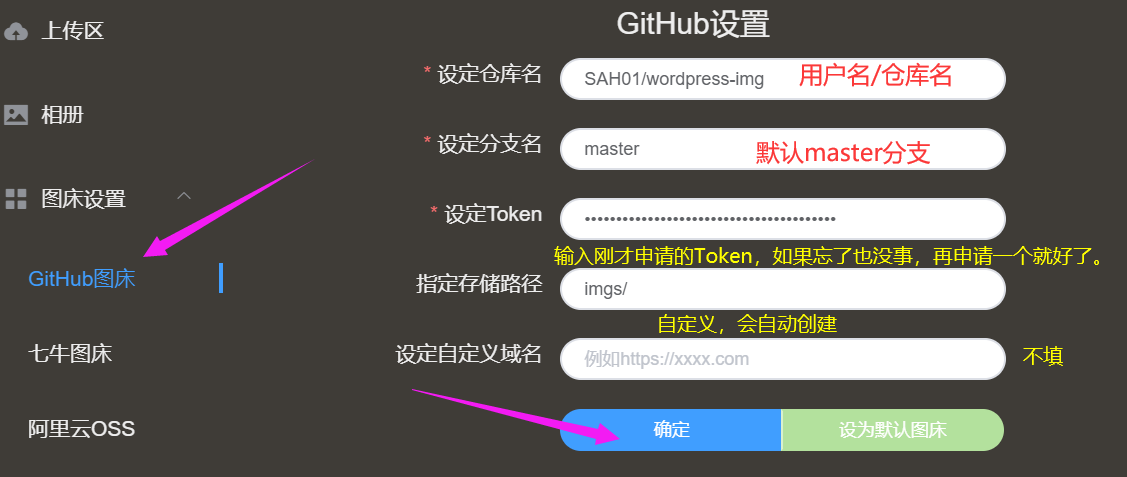 上传区
相册
图床设置
GitHub图床
七牛图床
阿里云OSS
GitHub设置
* 设定仓库名 SAH01/wordpress-img 用户名/仓库名
* 设定分支名 master 默认master分支
* 设定Token ••••••••••••••••••••••••••••••••••••••••
输入刚才申请的Token，如果忘了也没事，再申请一个就好了。
指定存储路径 imgs/
自定义，会自动创建
设定自定义域名 例如https://xxxx.com 不填
确定 设为默认图床